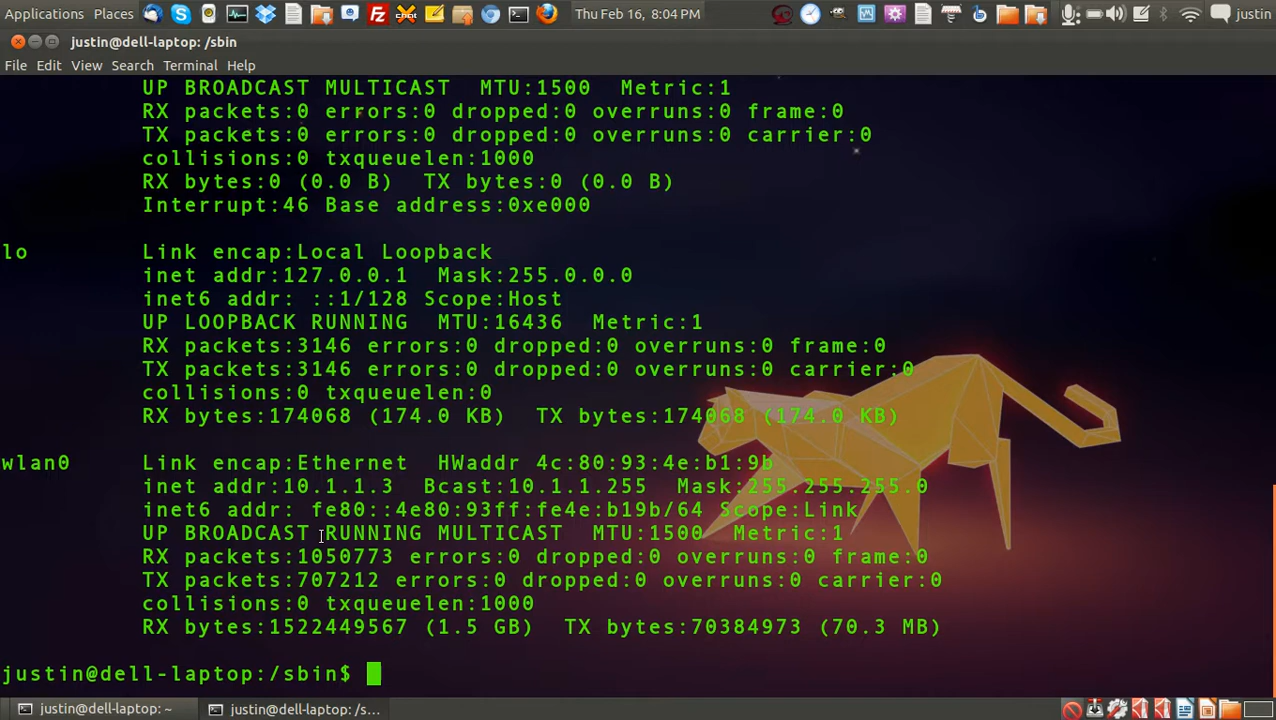 Applications Places Thu Feb 16, 8:04 PM justin
justin@dell-laptop: /sbin
File Edit View Search Terminal Help
UP BROADCAST MULTICAST MTU:1500 Metric:1
RX packets:0 errors:0 dropped:0 overruns:0 frame:0
TX packets:0 errors:0 dropped:0 overruns:0 carrier:0
collisions:0 txqueuelen:1000
RX bytes:0 (0.0 B) TX bytes:0 (0.0 B)
Interrupt:46 Base address:0xe000
lo Link encap:Local Loopback
inet addr:127.0.0.1 Mask:255.0.0.0
inet6 addr: ::1/128 Scope:Host
UP LOOPBACK RUNNING MTU:16436 Metric:1
RX packets:3146 errors:0 dropped:0 overruns:0 frame:0
TX packets:3146 errors:0 dropped:0 overruns:0 carrier:0
collisions:0 txqueuelen:0
RX bytes:174068 (174.0 KB) TX bytes:174068 (174.0 KB)
wlan0 Link encap:Ethernet HWaddr 4c:80:93:4e:b1:9b
inet addr:10.1.1.3 Bcast:10.1.1.255 Mask:255.255.255.0
inet6 addr: fe80::4e80:93ff:fe4e:b19b/64 Scope:Link
UP BROADCAST RUNNING MULTICAST MTU:1500 Metric:1
RX packets:1050773 errors:0 dropped:0 overruns:0 frame:0
TX packets:707212 errors:0 dropped:0 overruns:0 carrier:0
collisions:0 txqueuelen:1000
RX bytes:1522449567 (1.5 GB) TX bytes:70384973 (70.3 MB)
justin@dell-laptop:/sbin$
justin@dell-laptop: ~ justin@dell-laptop: /s...